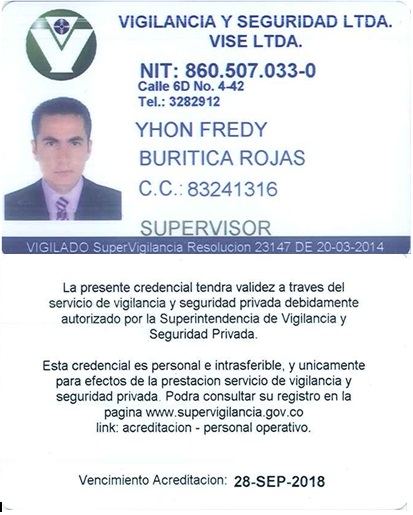 VIGILANCIA Y SEGURIDAD LTDA.
VISE LTDA.
NIT: 860.507.033-0
Calle 6D No. 4-42
Tel.: 3282912
YHON FREDY
BURITICA ROJAS
C.C.: 83241316
SUPERVISOR
VIGILADO SuperVigilancia Resolucion 23147 DE 20-03-2014
La presente credencial tendra validez a traves del
servicio de vigilancia y seguridad privada debidamente
autorizado por la Superintendencia de Vigilancia y
Seguridad Privada.
Esta credencial es personal e intrasferible, y unicamente
para efectos de la prestacion servicio de vigilancia y
seguridad privada. Podra consultar su registro en la
pagina www.supervigilancia.gov.co
link: acreditacion - personal operativo.
Vencimiento Acreditacion: 28-SEP-2018